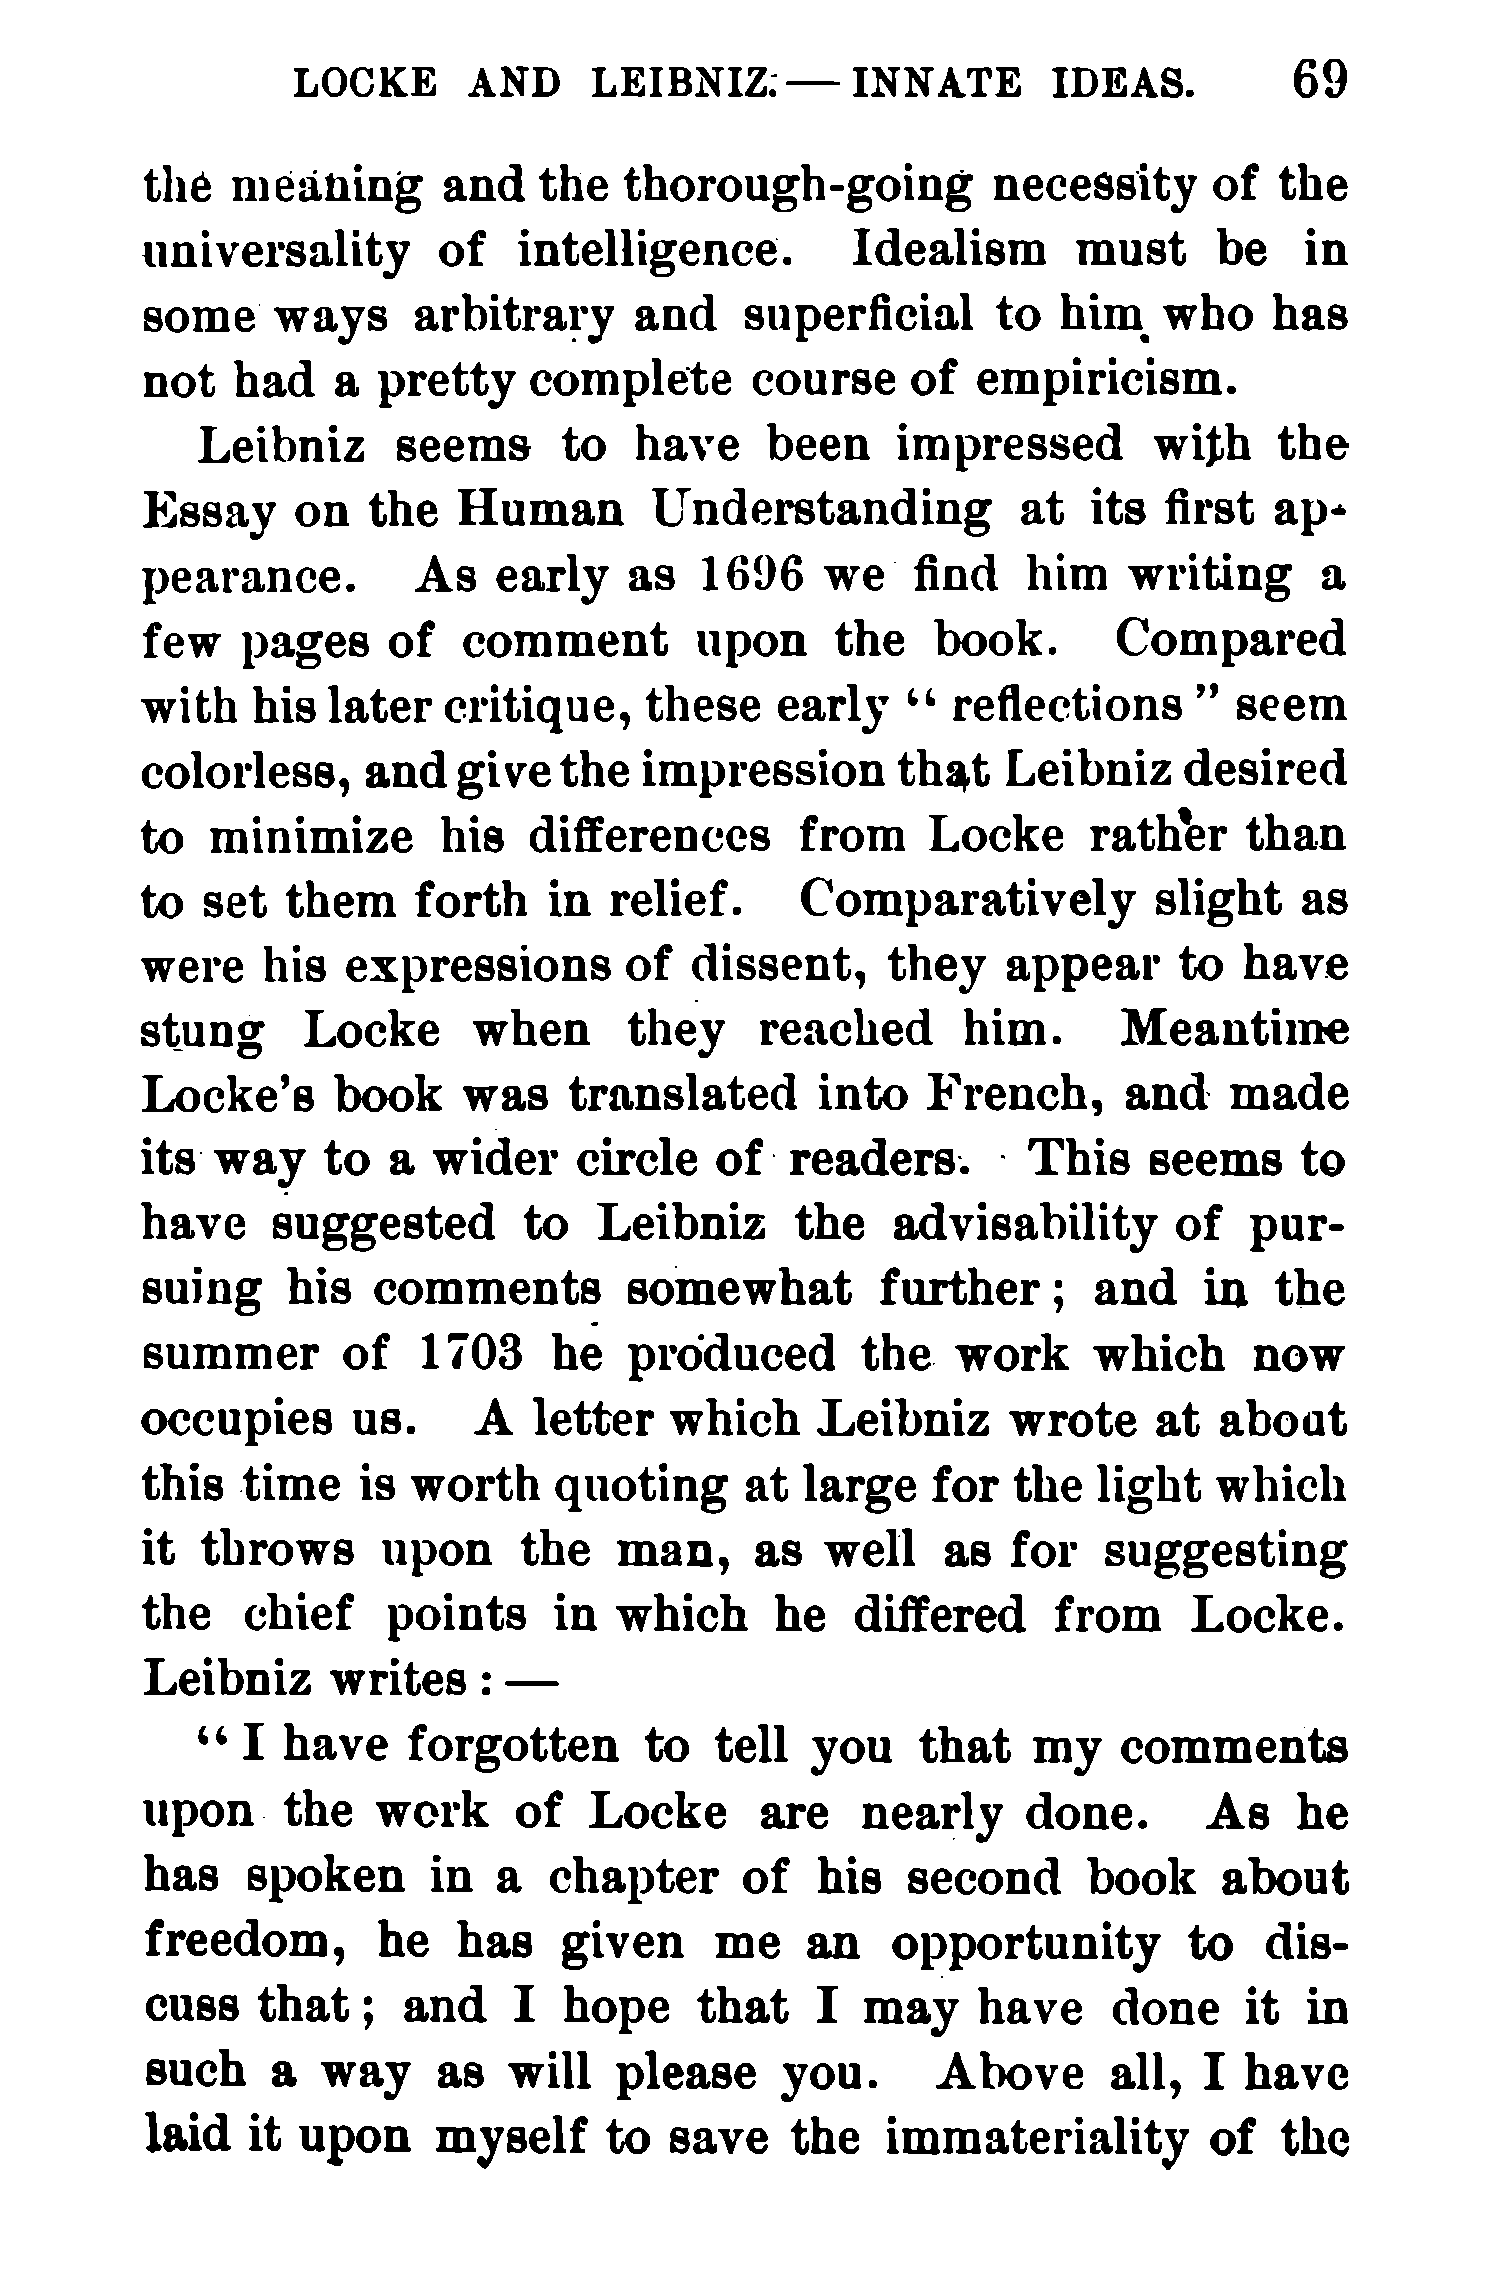 LOCKE AND LEIBNIZ.—INNATE IDEAS. 69
the meaning and the thorough-going necessity of the
universality of intelligence. Idealism must be in
some ways arbitrary and superficial to him who has
not had a pretty complete course of empiricism.
Leibniz seems to have been impressed with the
Essay on the Human Understanding at its first ap-
pearance. As early as 1696 we find him writing a
few pages of comment upon the book. Compared
with his later critique, these early “ reflections ” seem
colorless, and give the impression that Leibniz desired
to minimize his differences from Locke rather than
to set them forth in relief. Comparatively slight as
were his expressions of dissent, they appear to have
stung Locke when they reached him. Meantime
Locke’s book was translated into French, and made
its way to a wider circle of readers. This seems to
have suggested to Leibniz the advisability of pur-
suing his comments somewhat further ; and in the
summer of 1703 he produced the work which now
occupies us. A letter which Leibniz wrote at about
this time is worth quoting at large for the light which
it throws upon the man, as well as for suggesting
the chief points in which he differed from Locke.
Leibniz writes : —
“ I have forgotten to tell you that my comments
upon the work of Locke are nearly done. As he
has spoken in a chapter of his second book about
freedom, he has given me an opportunity to dis-
cuss that ; and I hope that I may have done it in
such a way as will please you. Above all, I have
laid it upon myself to save the immateriality of the